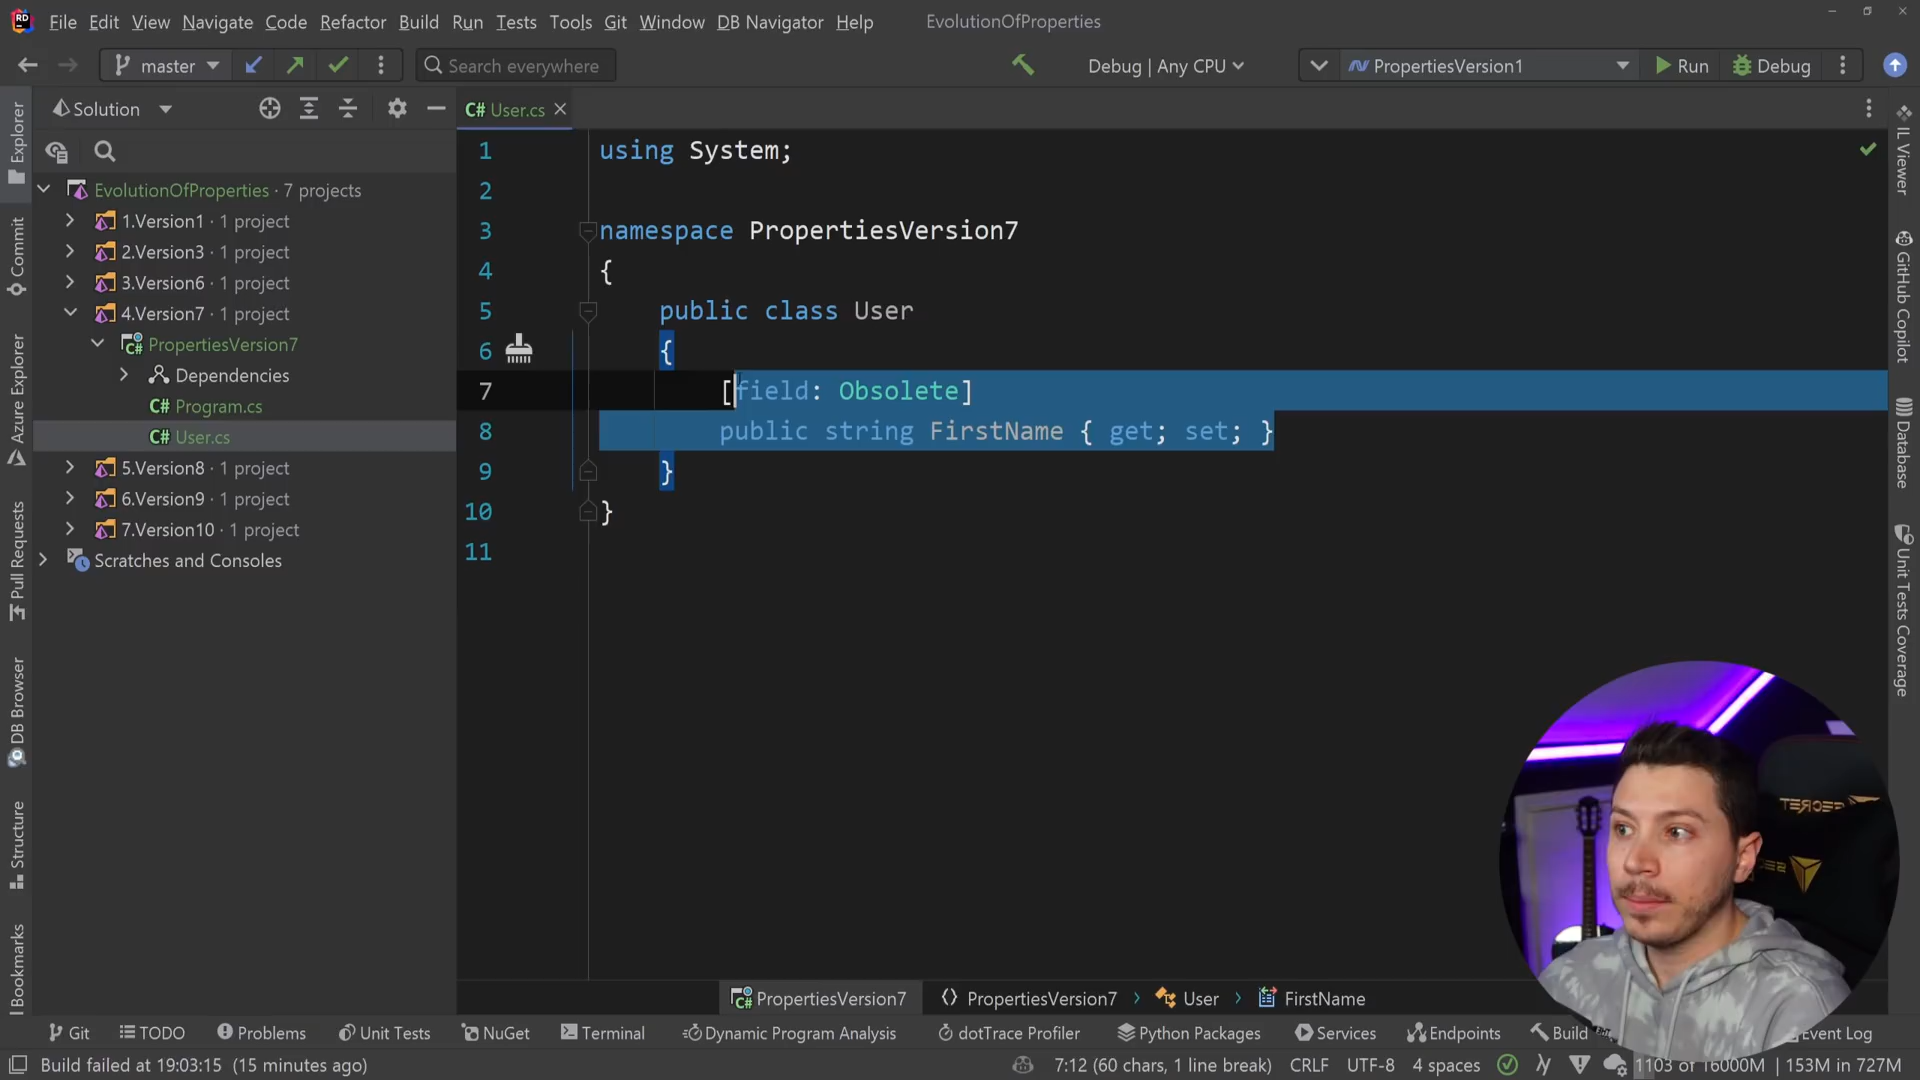 File Edit View Navigate Code Refactor Build Run Tests Tools Git Window DB Navigator Help EvolutionOfProperties
master Search everywhere Debug | Any CPU PropertiesVersion1 Run Debug
Solution
C# User.cs
EvolutionOfProperties · 7 projects
1.Version1 · 1 project
2.Version3 · 1 project
3.Version6 · 1 project
4.Version7 · 1 project
PropertiesVersion7
Dependencies
C# Program.cs
C# User.cs
5.Version8 · 1 project
6.Version9 · 1 project
7.Version10 · 1 project
Scratches and Consoles
Explorer
Commit
Azure Explorer
Pull Requests
DB Browser
Structure
Bookmarks
1 using System;
2
3 namespace PropertiesVersion7
4 {
5 public class User
6 {
7 [field: Obsolete]
8 public string FirstName { get; set; }
9 }
10 }
11
IL Viewer
GitHub Copilot
Database
Unit Tests Coverage
PropertiesVersion7 PropertiesVersion7 User FirstName
Git TODO Problems Unit Tests NuGet Terminal Dynamic Program Analysis dotTrace Profiler Python Packages Services Endpoints Build Event Log
Build failed at 19:03:15 (15 minutes ago) 7:12 (60 chars, 1 line break) CRLF UTF-8 4 spaces 1103 of 16000M 153M in 727M